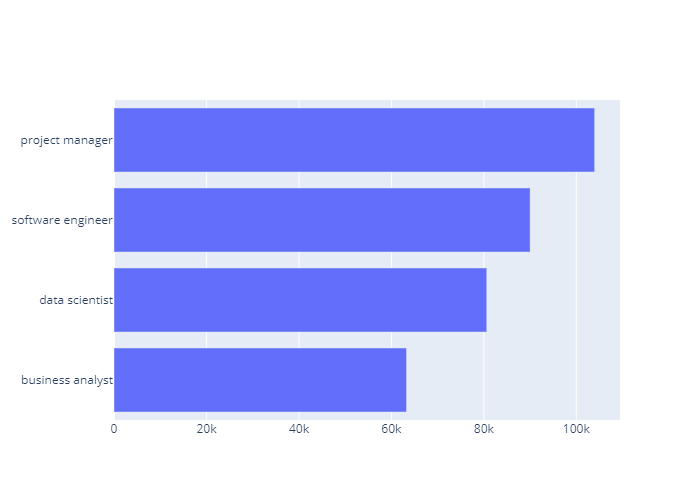 project manager
software engineer
data scientist
business analyst
0 20k 40k 60k 80k 100k